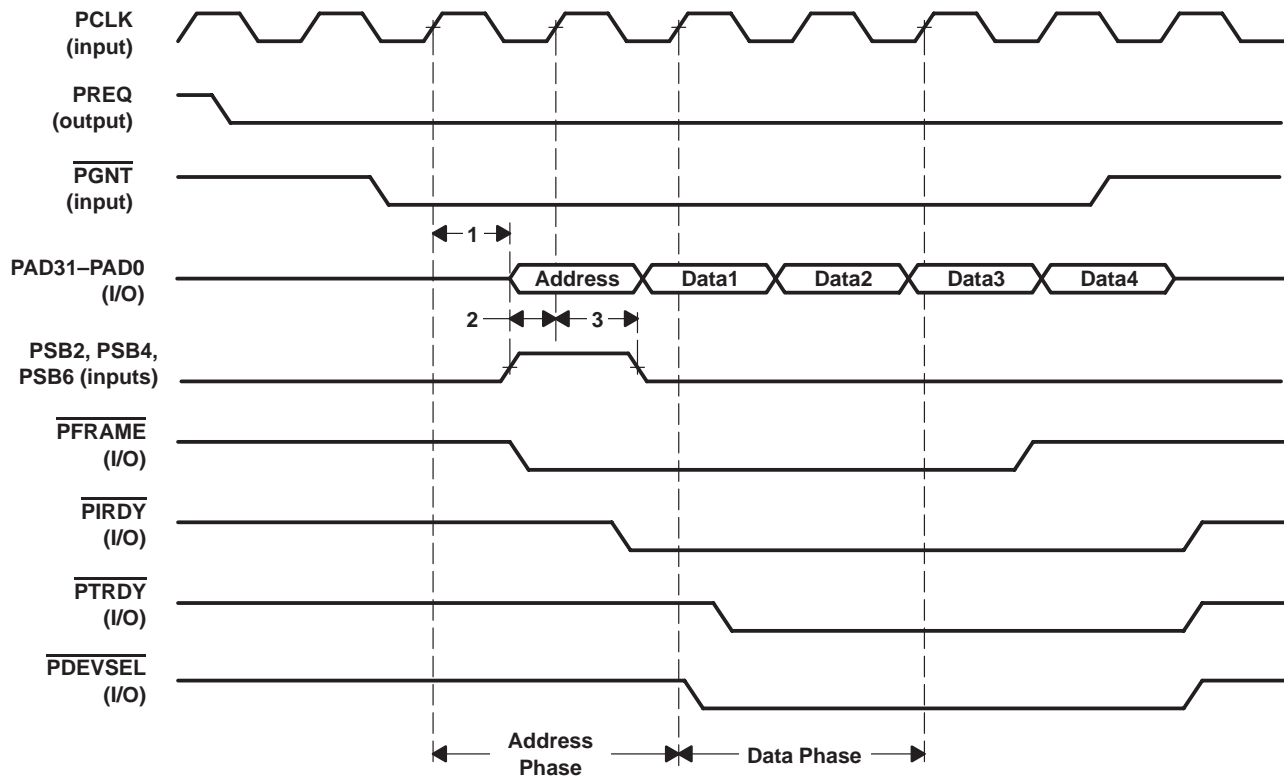 PCLK
(input)
PREQ
(output)
PGNT
(input)
1
PAD31–PAD0
(I/O)
Address
Data1
Data2
Data3
Data4
2
3
PSB2, PSB4,
PSB6 (inputs)
PFRAME
(I/O)
PIRDY
(I/O)
PTRDY
(I/O)
PDEVSEL
(I/O)
Address
Phase
Data Phase